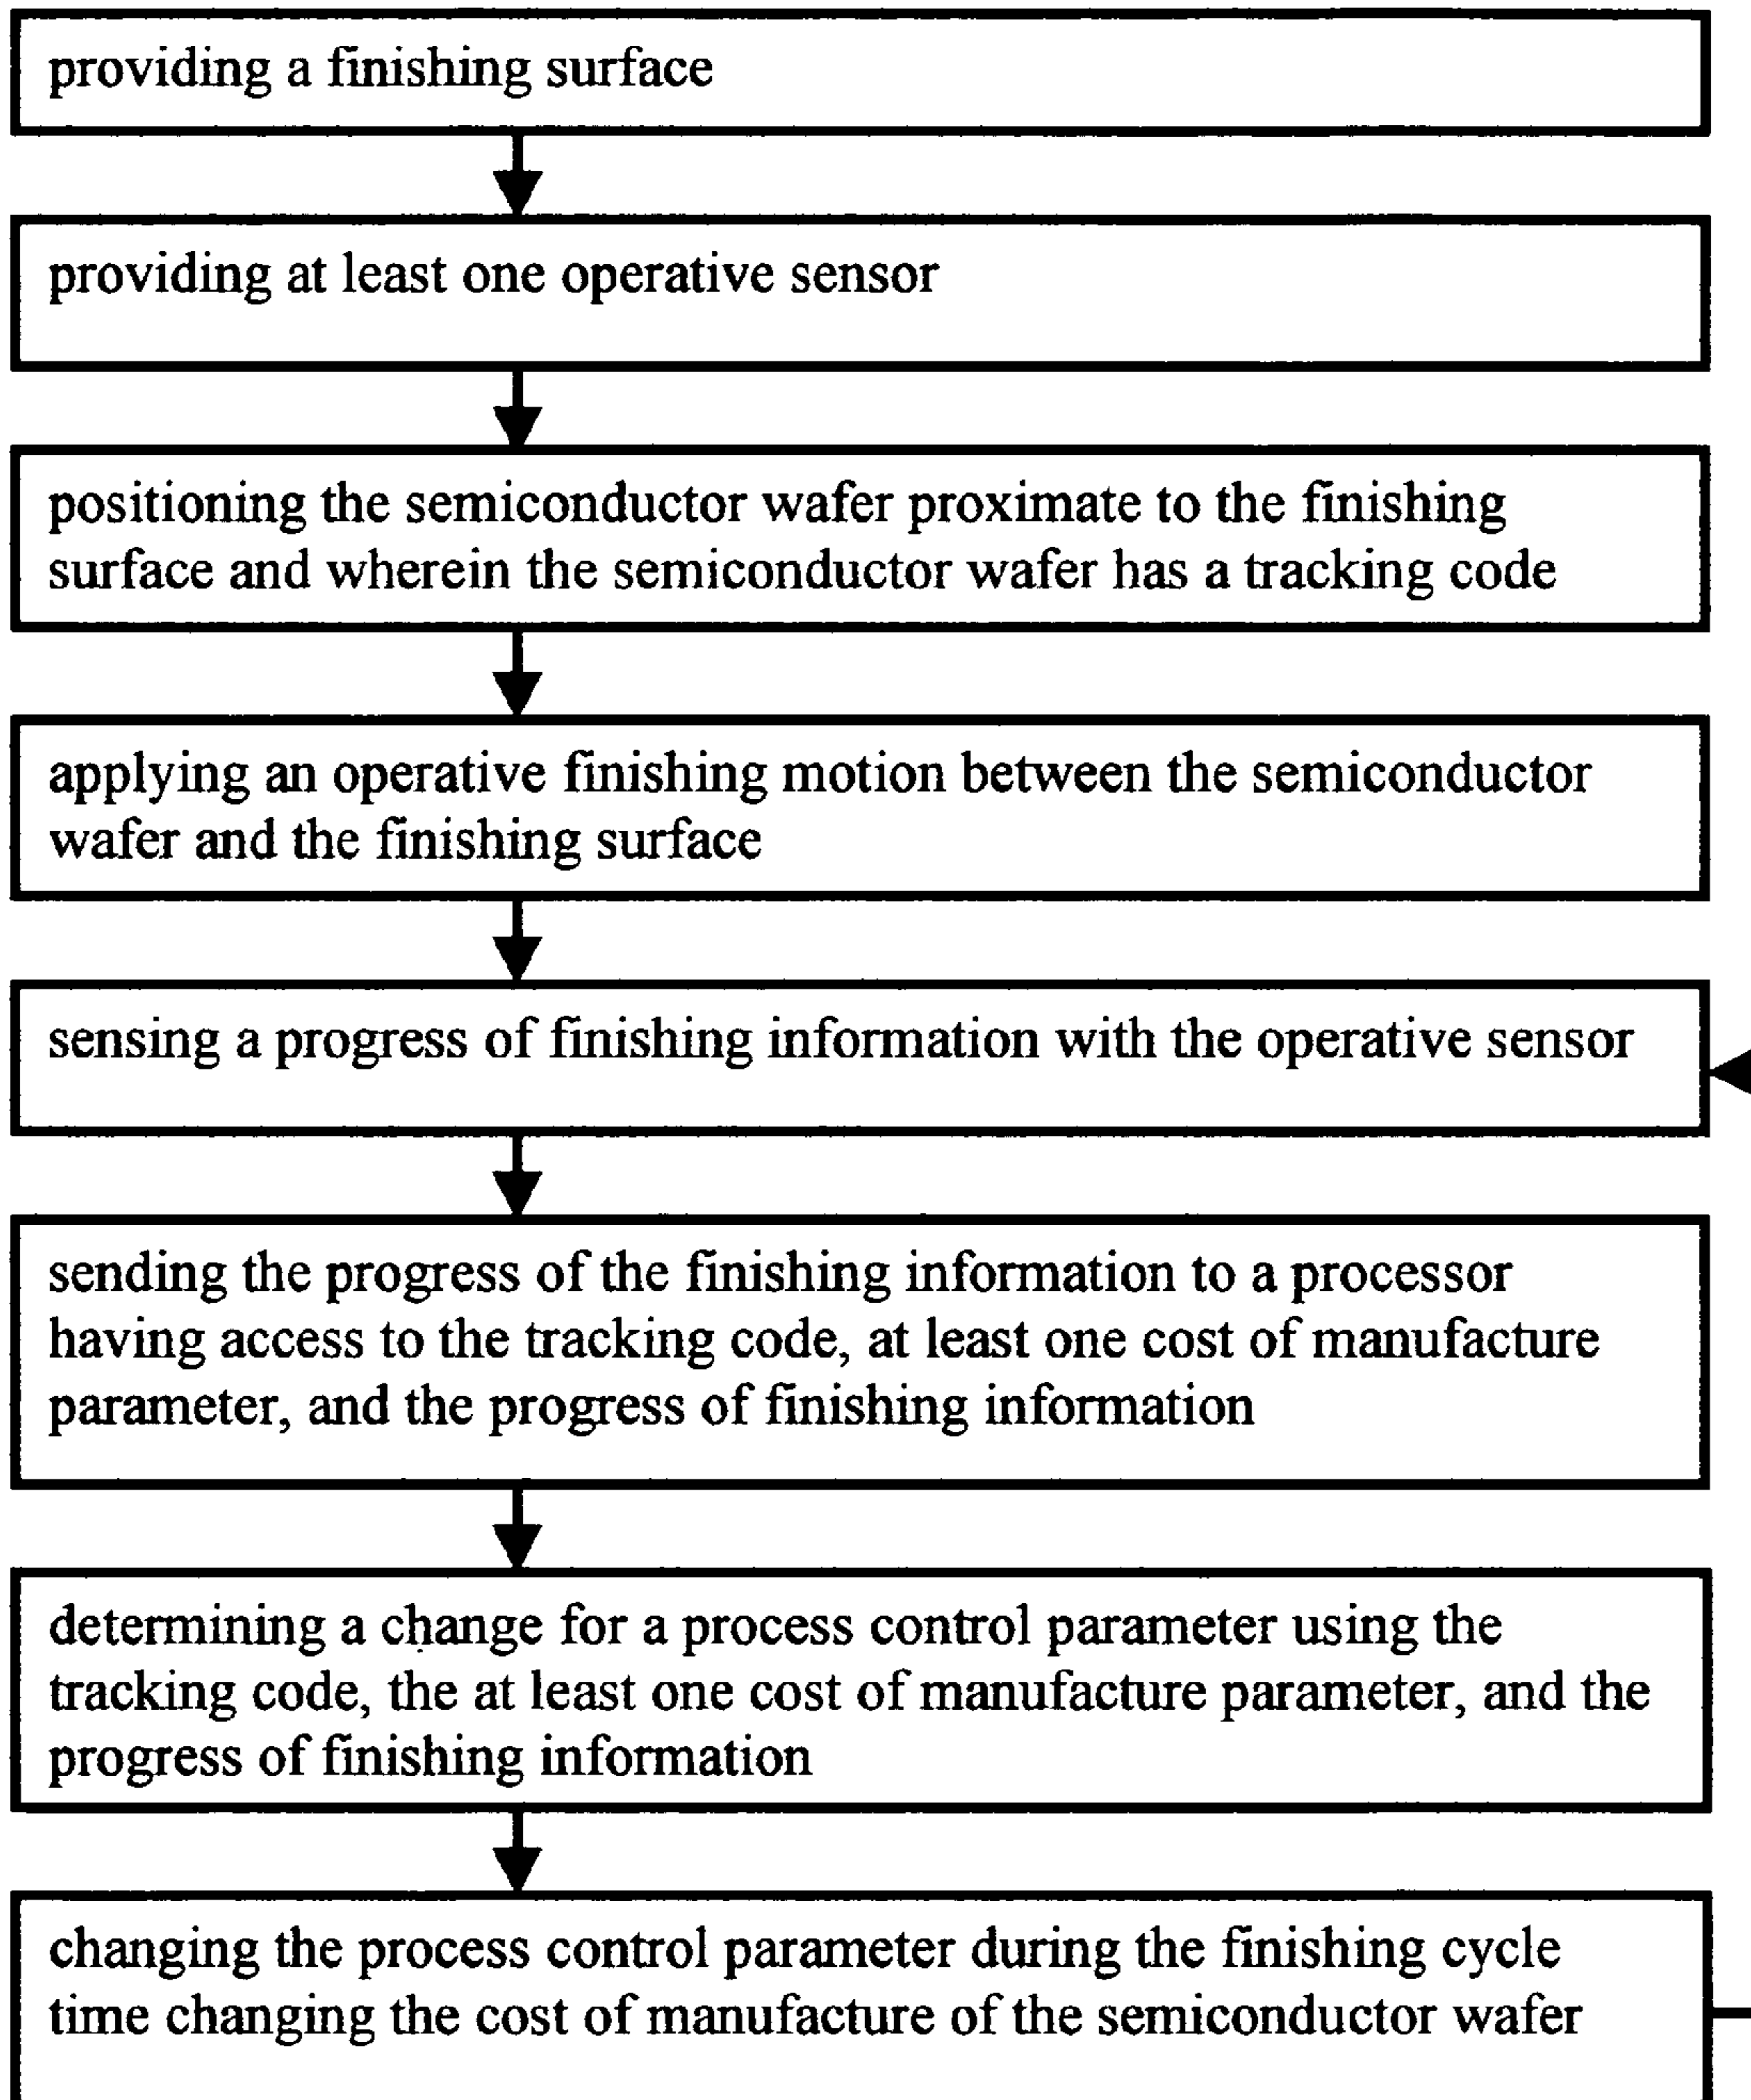 providing a finishing surface
providing at least one operative sensor
positioning the semiconductor wafer proximate to the finishing
surface and wherein the semiconductor wafer has a tracking code
applying an operative finishing motion between the semiconductor
wafer and the finishing surface
sensing a progress of finishing information with the operative sensor
sending the progress of the finishing information to a processor
having access to the tracking code, at least one cost of manufacture
parameter, and the progress of finishing information
determining a change for a process control parameter using the
tracking code, the at least one cost of manufacture parameter, and the
progress of finishing information
changing the process control parameter during the finishing cycle
time changing the cost of manufacture of the semiconductor wafer